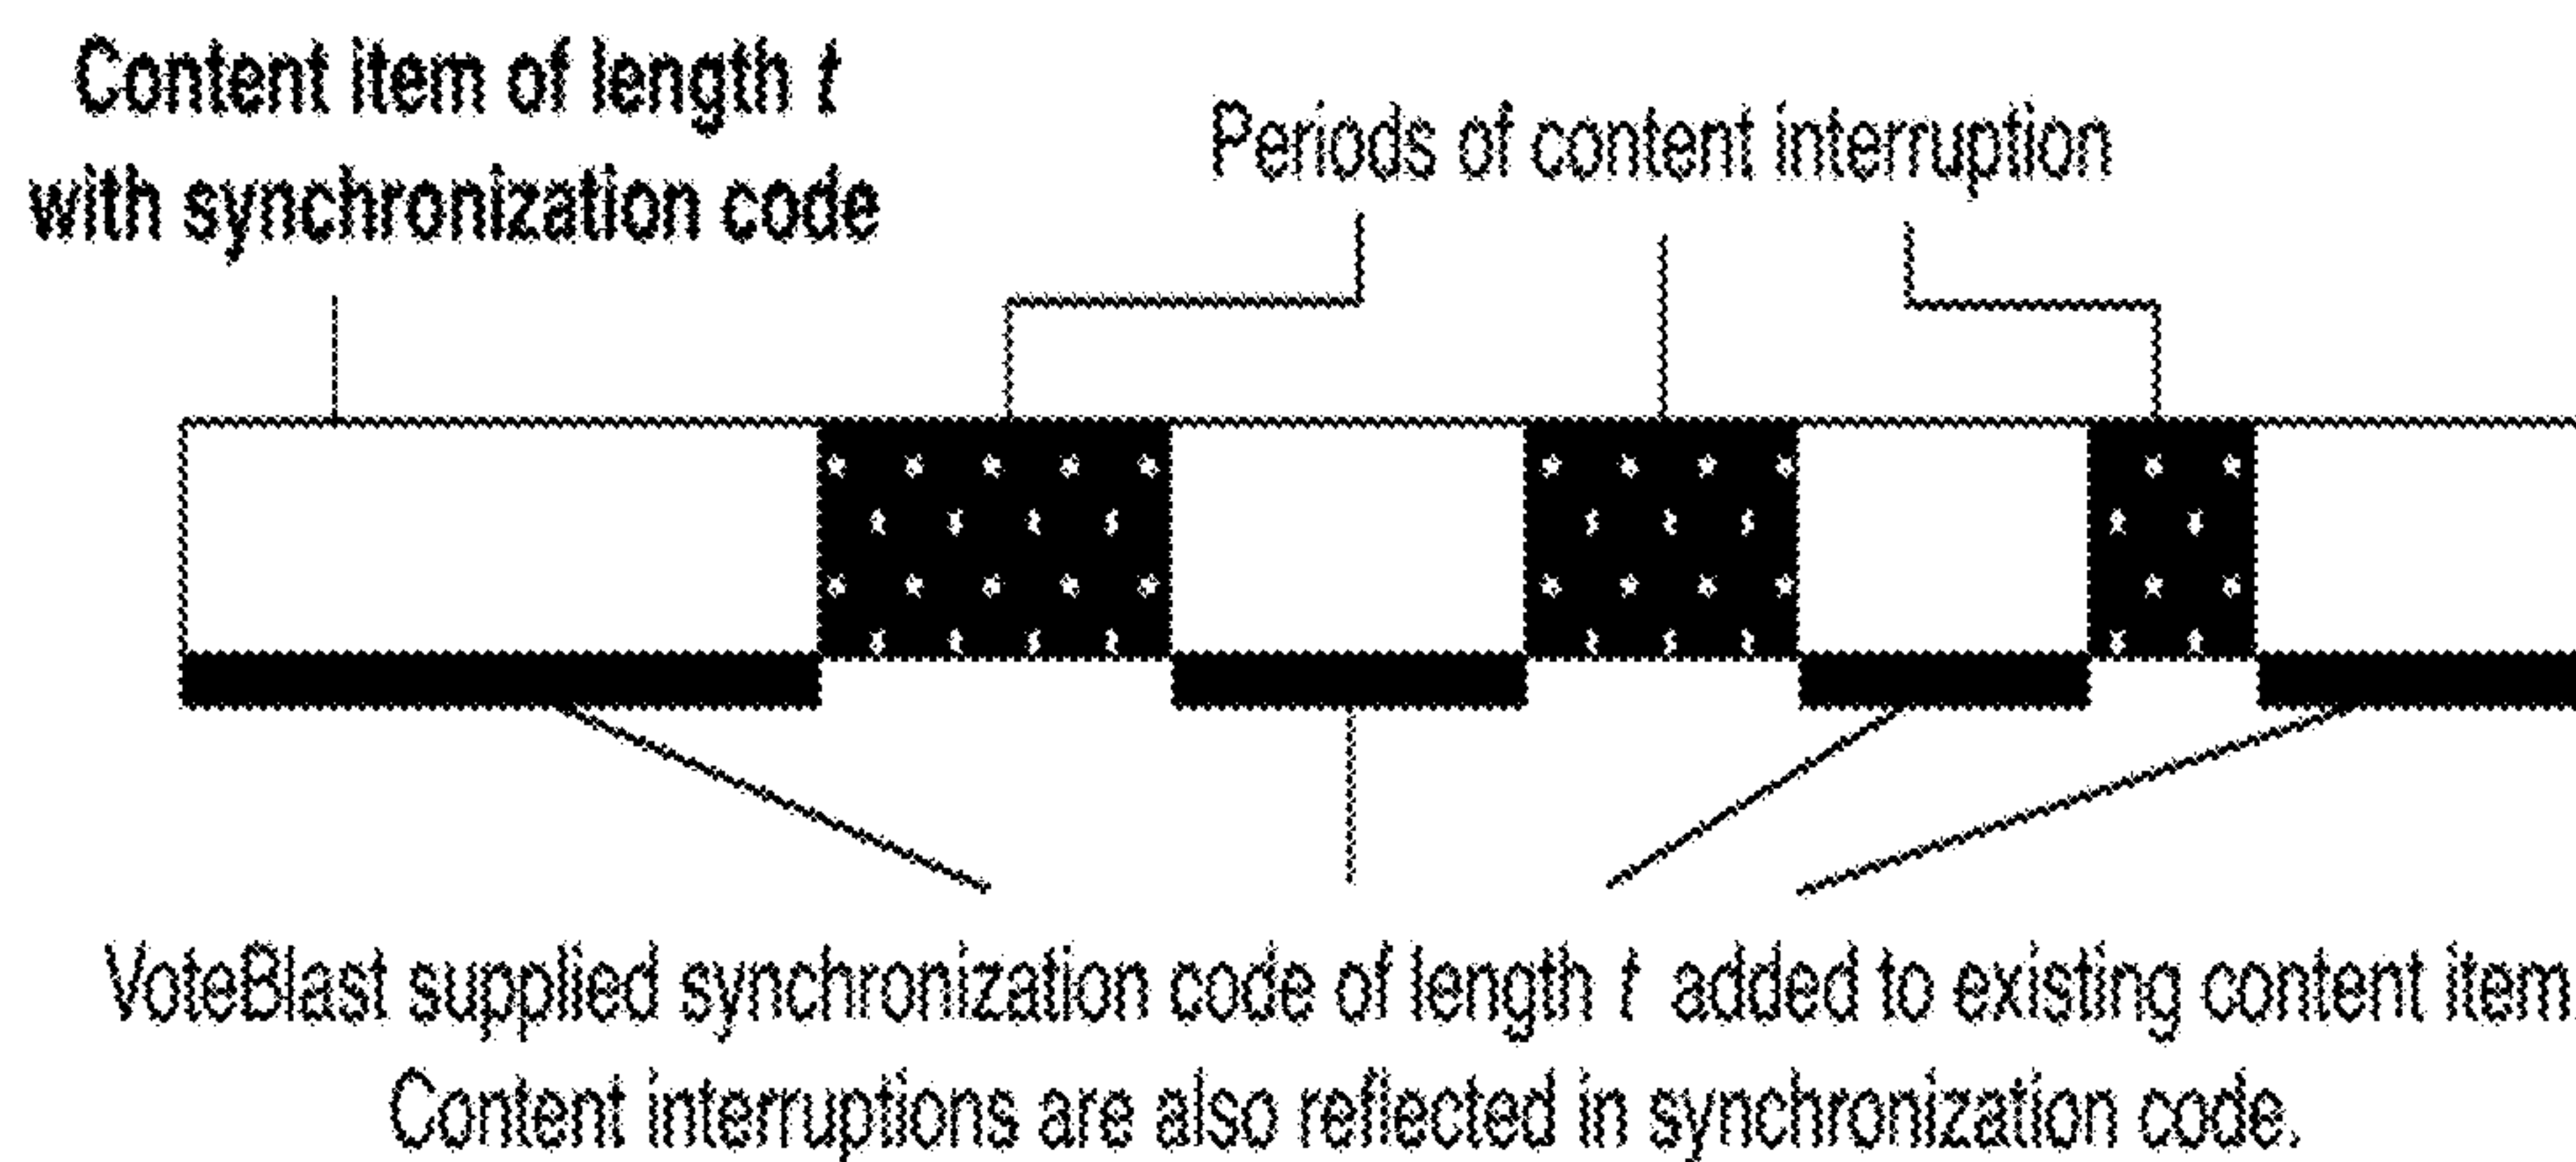 Content item of length t
with synchronization code
Periods of content interruption
VoteBlast supplied synchronization code of length t added to existing content item.
Content interruptions are also reflected in synchronization code.